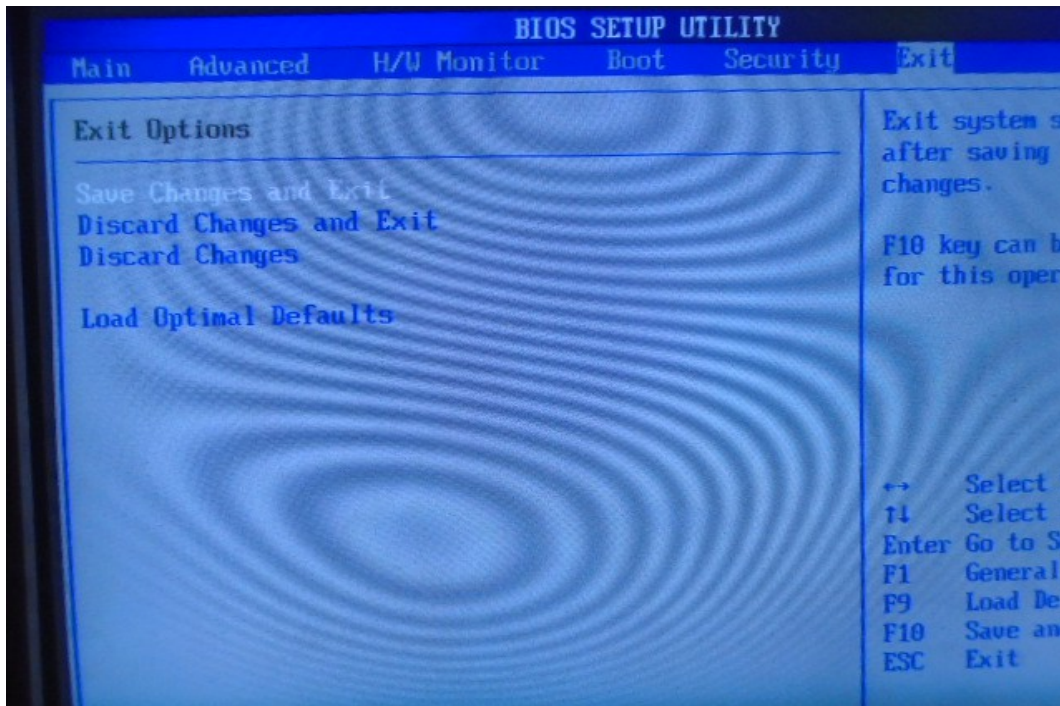 BIOS SETUP UTILITY
Main Advanced H/W Monitor Boot Security Exit
Exit Options
Save Changes and Exit
Discard Changes and Exit
Discard Changes
Load Optimal Defaults
Exit system s
after saving
changes.
F10 key can b
for this oper
↔ Select
↑↓ Select
Enter Go to S
F1 General
F9 Load De
F10 Save an
ESC Exit